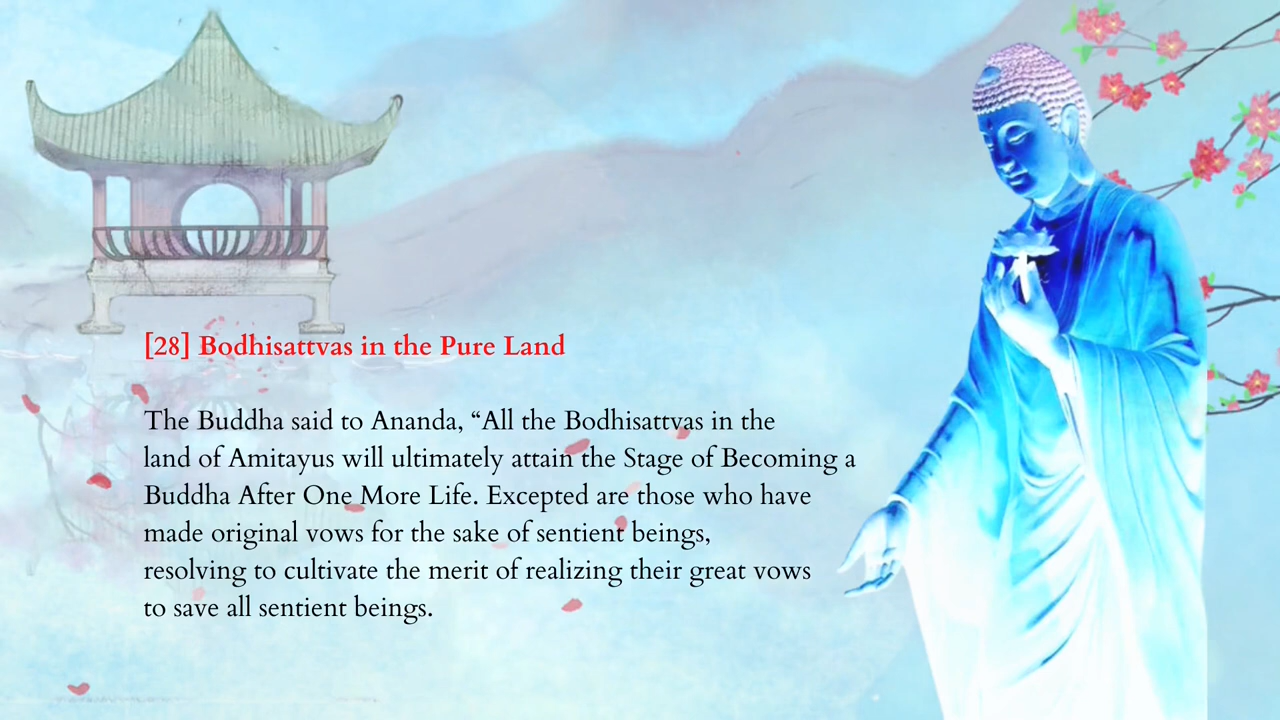 [28] Bodhisattvas in the Pure Land
The Buddha said to Ananda, “All the Bodhisattvas in the
land of Amitayus will ultimately attain the Stage of Becoming a
Buddha After One More Life. Excepted are those who have
made original vows for the sake of sentient beings,
resolving to cultivate the merit of realizing their great vows
to save all sentient beings.